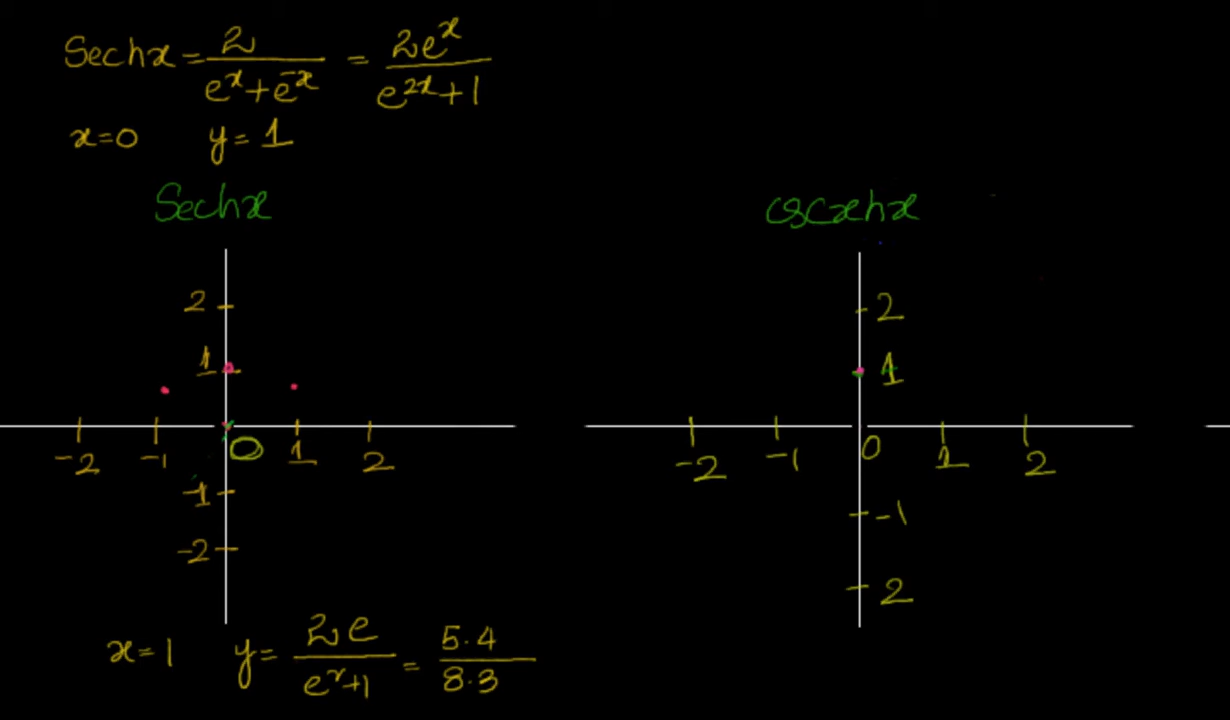 Sechx = 2 / (e^x + e^-x) = 2e^x / (e^2x + 1)
x=0 y= 1
Sechx
cscxhx
2
2
1
1
-2 -1 0 1 2
-2 -1 0 1 2
-1
-1
-2
2
x=1 y= 2e / (e^2+1) = 5.4 / 8.3